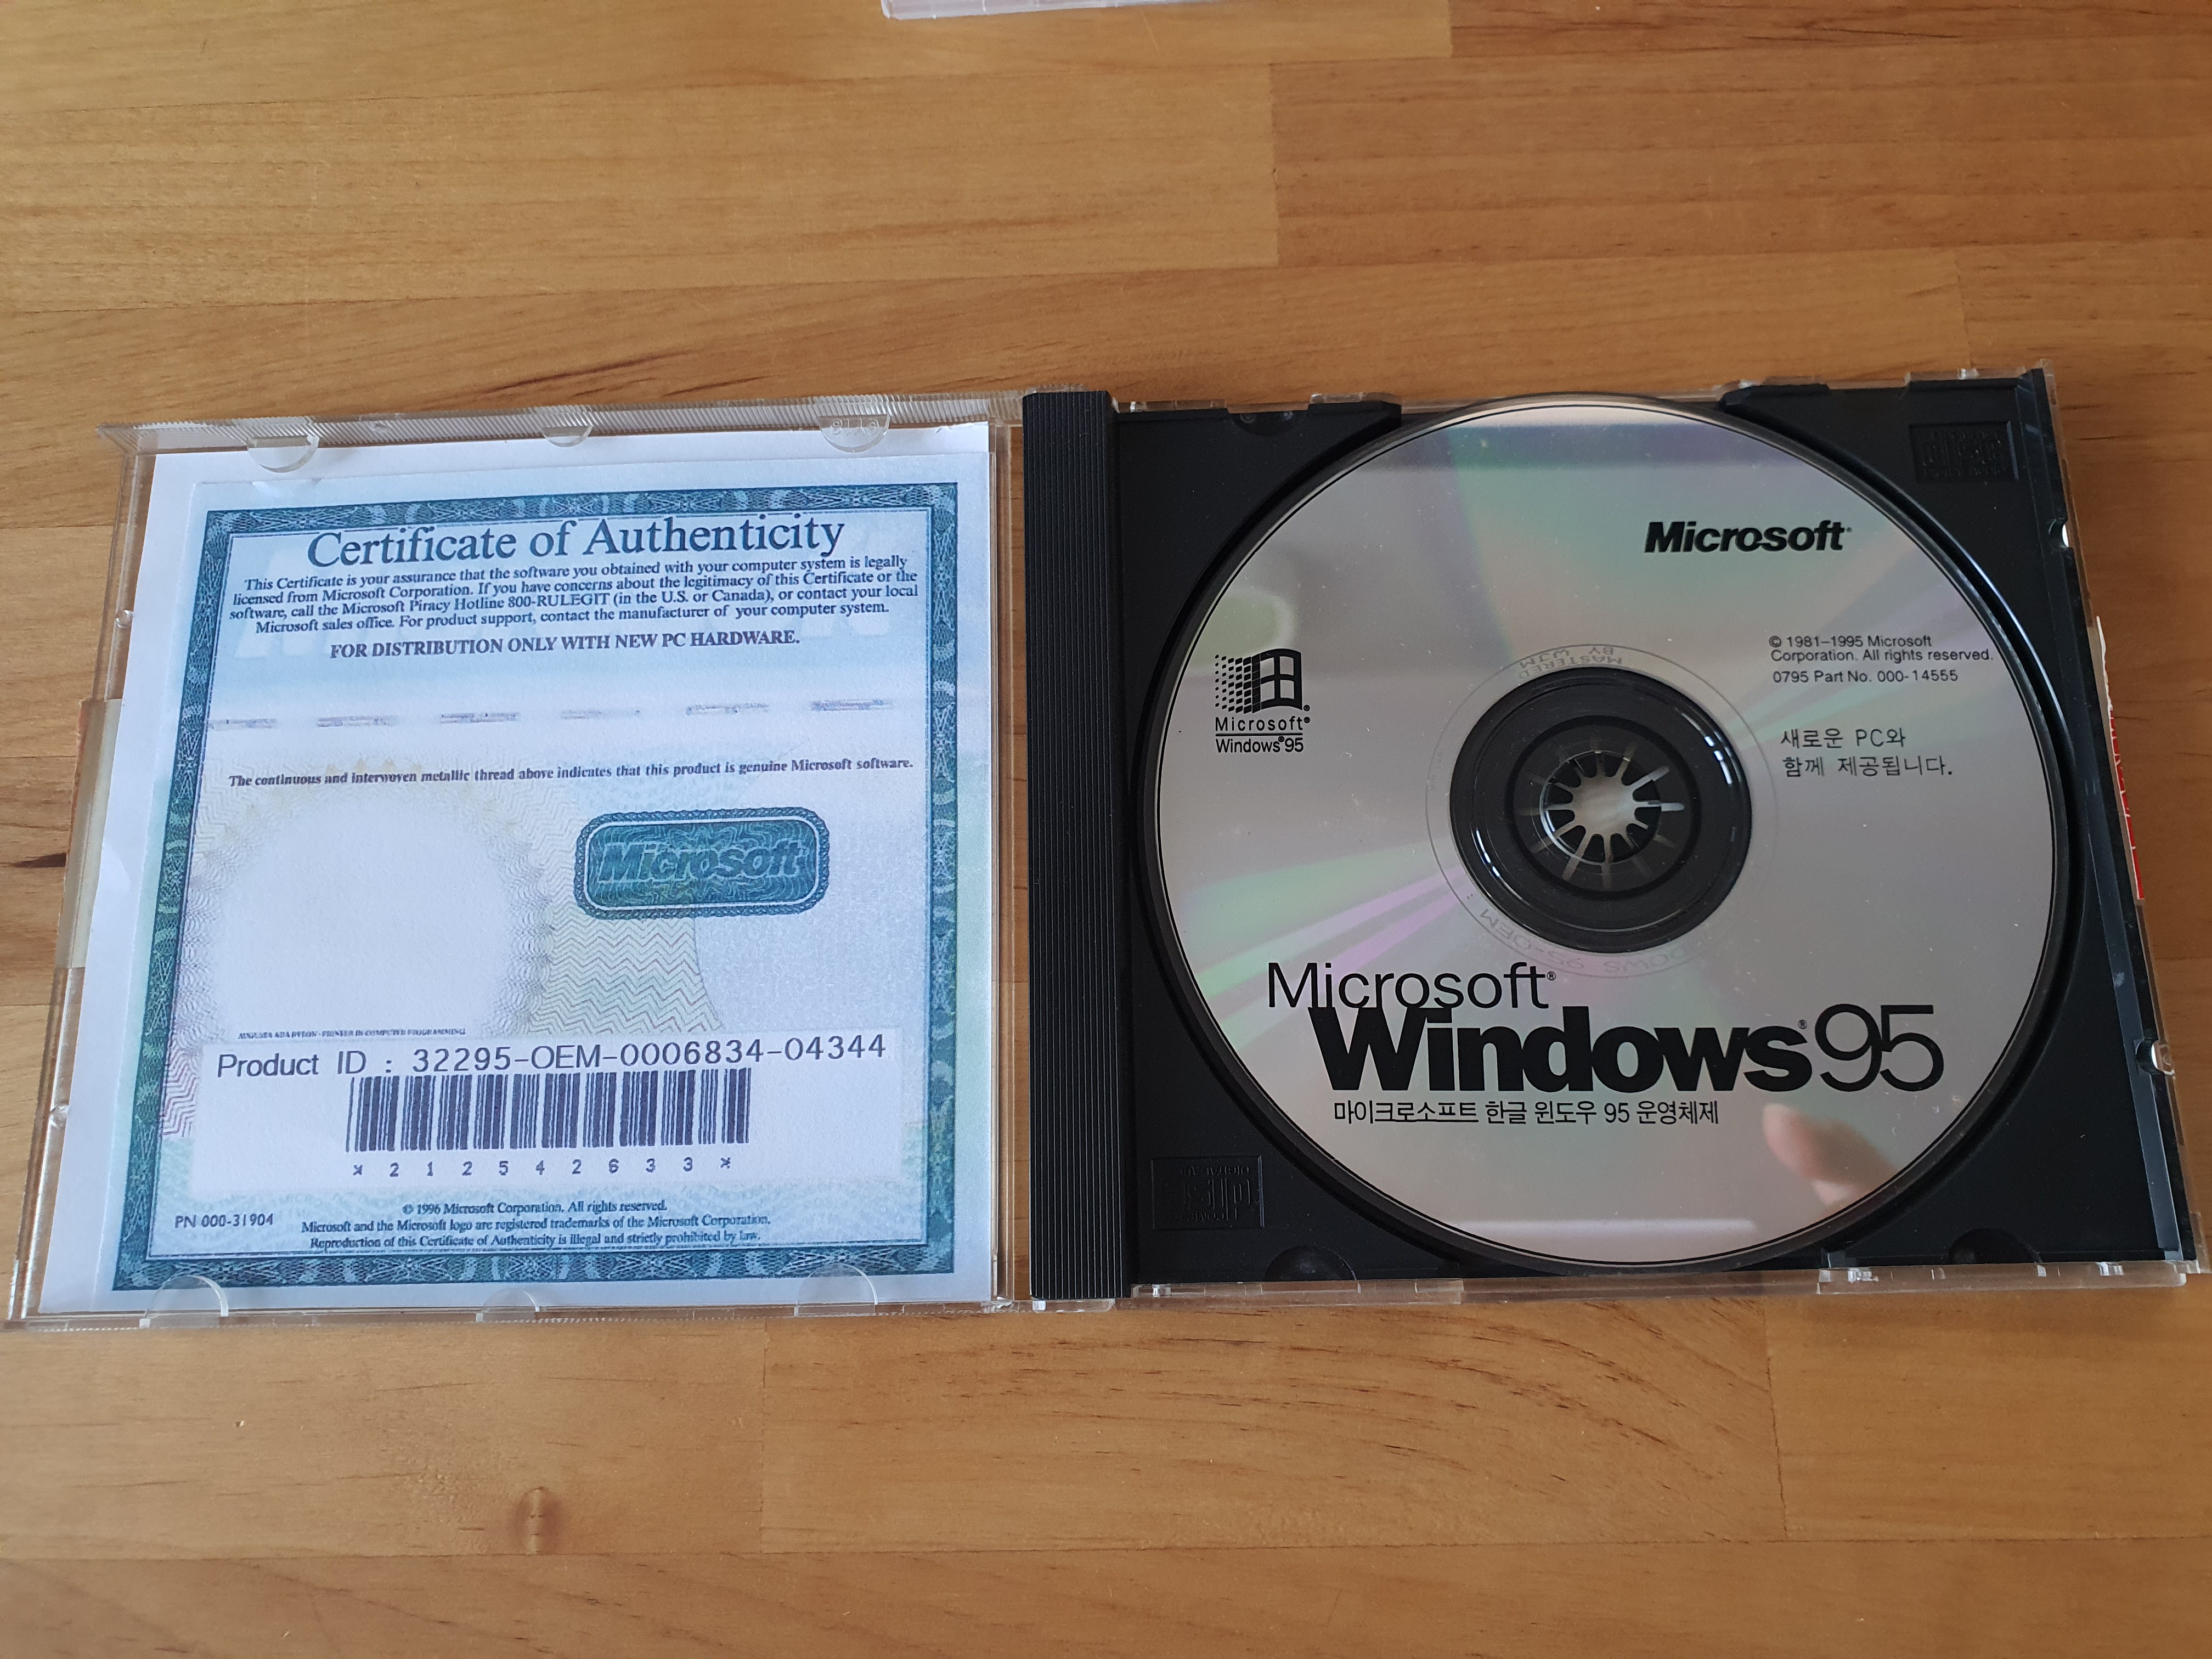 Certificate of Authenticity
This Certificate is your assurance that the software you obtained with your computer system is legally
licensed from Microsoft Corporation. If you have concerns about the legitimacy of this Certificate or the
software, call the Microsoft Piracy Hotline 800-RULEGIT (in the U.S. or Canada), or contact your local
Microsoft sales office. For product support, contact the manufacturer of your computer system.
FOR DISTRIBUTION ONLY WITH NEW PC HARDWARE.
The continuous and interwoven metallic thread above indicates that this product is genuine Microsoft software.
Microsoft
ADA BYRON - PIONEER IN COMPUTER PROGRAMMING
Product ID : 32295-OEM-0006834-04344
* 2 1 2 5 4 2 6 3 3 *
© 1996 Microsoft Corporation. All rights reserved.
PN 000-31904
Microsoft and the Microsoft logo are registered trademarks of the Microsoft Corporation.
Reproduction of this Certificate of Authenticity is illegal and strictly prohibited by law.
Microsoft®
© 1981–1995 Microsoft
Corporation. All rights reserved.
0795 Part No. 000-14555
새로운 PC와
함께 제공됩니다.
Microsoft®
Windows®95
MASTERED
BY WJM
Microsoft®
Windows®95
마이크로소프트 한글 윈도우 95 운영체제